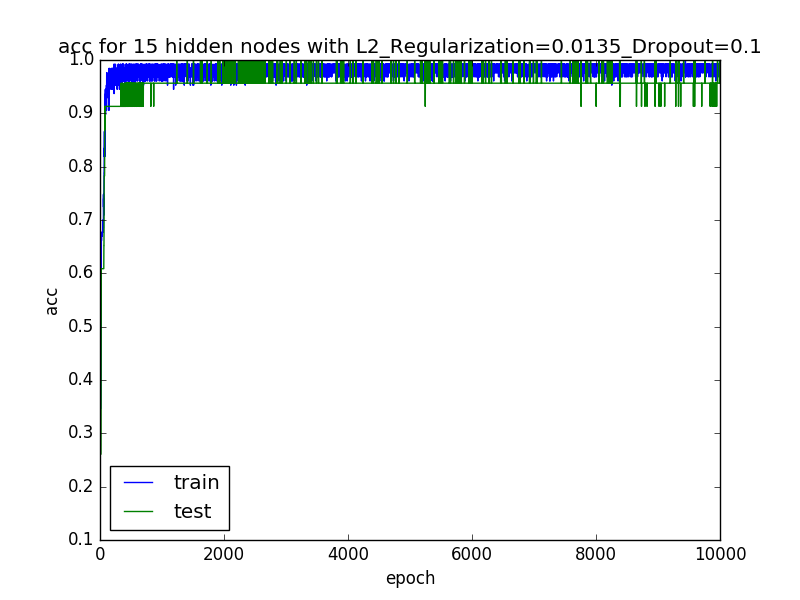 acc for 15 hidden nodes with L2_Regularization=0.0135_Dropout=0.1
1.0
0.9
0.8
0.7
0.6
0.5
0.4
0.3
0.2
0.1
acc
train
test
0 2000 4000 6000 8000 10000
epoch